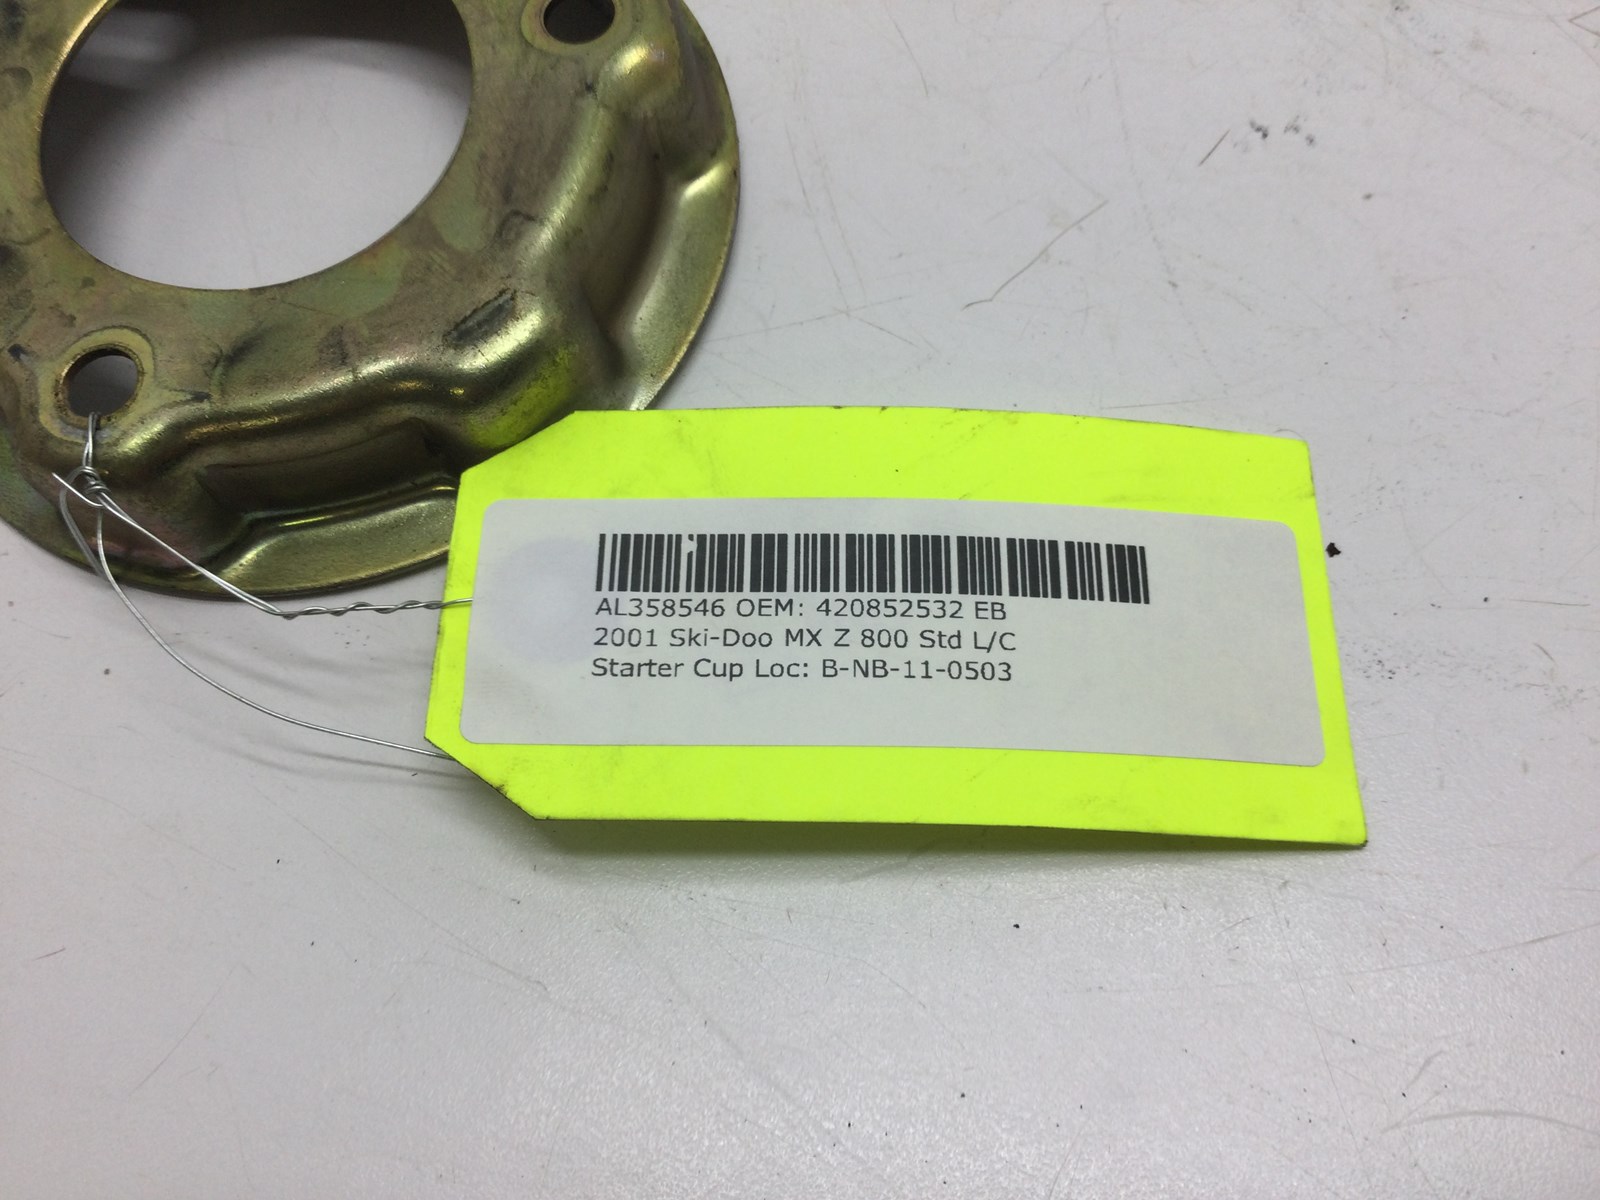 AL358546 OEM: 420852532 EB
2001 Ski-Doo MX Z 800 Std L/C
Starter Cup Loc: B-NB-11-0503